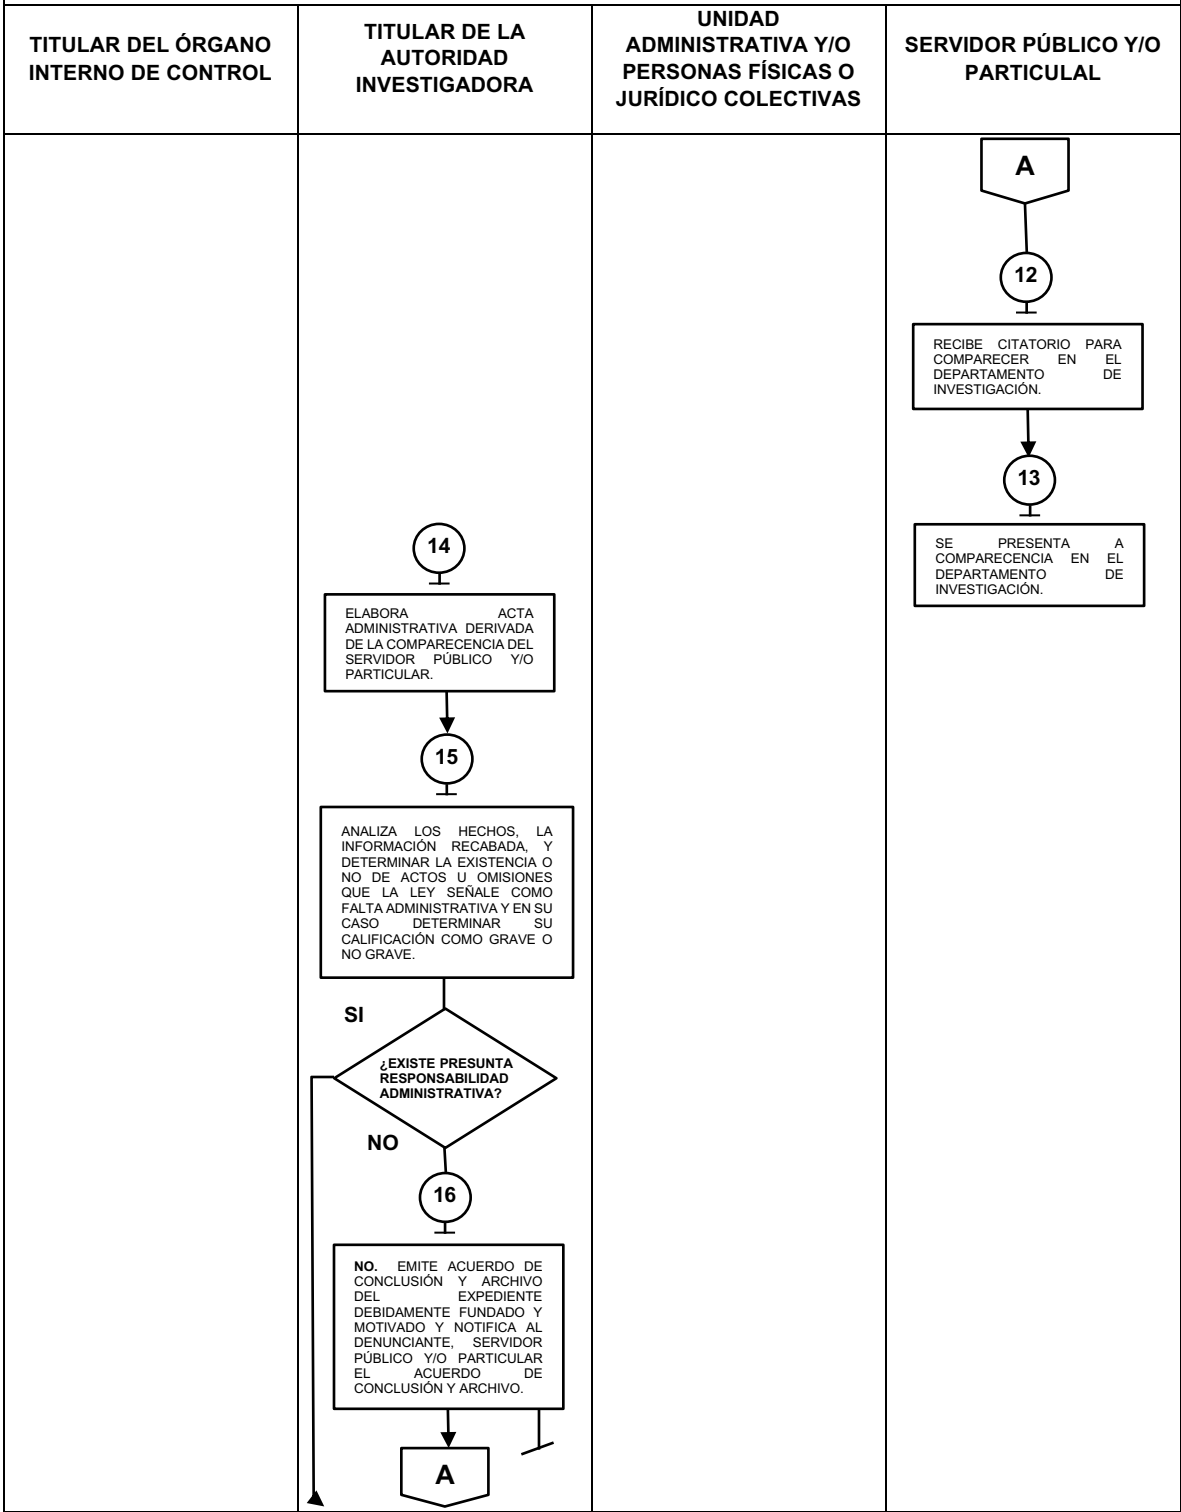 TITULAR DEL ÓRGANO
INTERNO DE CONTROL
TITULAR DE LA
AUTORIDAD
INVESTIGADORA
UNIDAD
ADMINISTRATIVA Y/O
PERSONAS FÍSICAS O
JURÍDICO COLECTIVAS
SERVIDOR PÚBLICO Y/O
PARTICULAL
A
12
RECIBE CITATORIO PARA
COMPARECER EN EL
DEPARTAMENTO DE
INVESTIGACIÓN.
13
SE PRESENTA A
COMPARECENCIA EN EL
DEPARTAMENTO DE
INVESTIGACIÓN.
14
ELABORA ACTA
ADMINISTRATIVA DERIVADA
DE LA COMPARECENCIA DEL
SERVIDOR PÚBLICO Y/O
PARTICULAR.
15
ANALIZA LOS HECHOS, LA
INFORMACIÓN RECABADA, Y
DETERMINAR LA EXISTENCIA O
NO DE ACTOS U OMISIONES
QUE LA LEY SEÑALE COMO
FALTA ADMINISTRATIVA Y EN SU
CASO DETERMINAR SU
CALIFICACIÓN COMO GRAVE O
NO GRAVE.
SI
¿EXISTE PRESUNTA
RESPONSABILIDAD
ADMINISTRATIVA?
NO
16
NO. EMITE ACUERDO DE
CONCLUSIÓN Y ARCHIVO
DEL EXPEDIENTE
DEBIDAMENTE FUNDADO Y
MOTIVADO Y NOTIFICA AL
DENUNCIANTE, SERVIDOR
PÚBLICO Y/O PARTICULAR
EL ACUERDO DE
CONCLUSIÓN Y ARCHIVO.
A